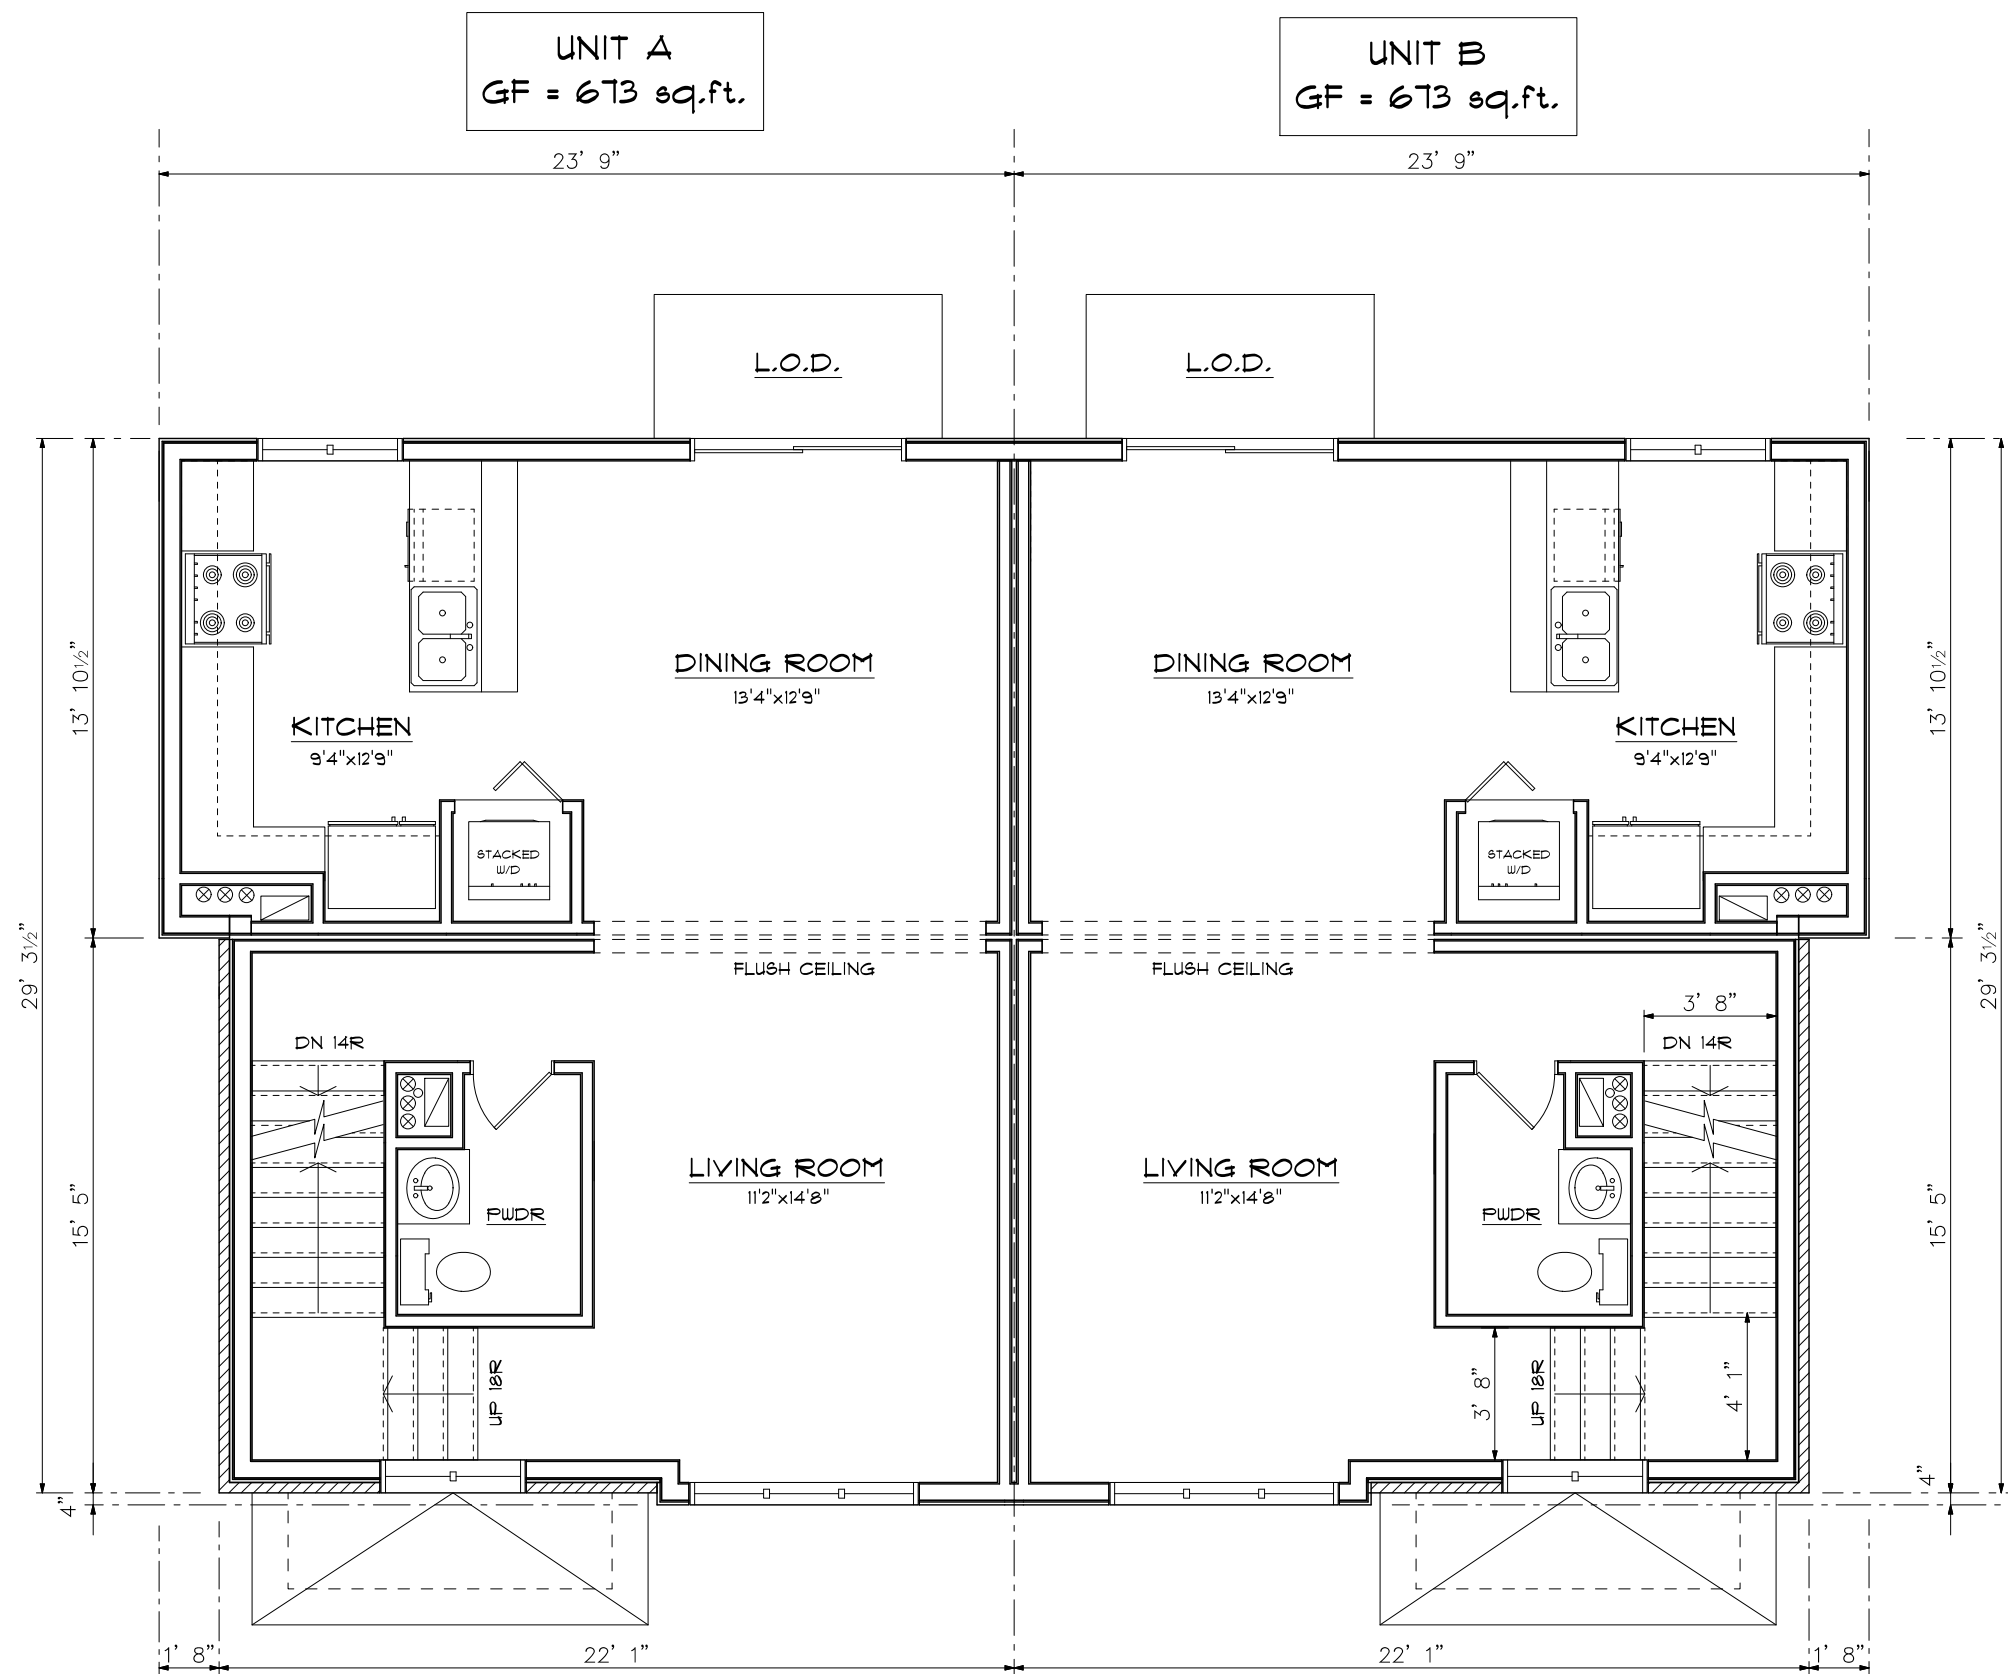 UNIT A
GF = 673 sq.ft.
UNIT B
GF = 673 sq.ft.
23' 9"
23' 9"
L.O.D.
L.O.D.
13' 10½"
29' 3½"
15' 5"
4"
DINING ROOM
13'4"x12'9"
KITCHEN
9'4"x12'9"
STACKED
W/D
DINING ROOM
13'4"x12'9"
KITCHEN
9'4"x12'9"
STACKED
W/D
13' 10½"
29' 3½"
15' 5"
4"
FLUSH CEILING
FLUSH CEILING
3' 8"
DN 14R
DN 14R
LIVING ROOM
11'2"x14'8"
PWDR
UP 18R
LIVING ROOM
11'2"x14'8"
PWDR
3' 8"
UP 18R
4' 1"
1' 8"
22' 1"
22' 1"
1' 8"